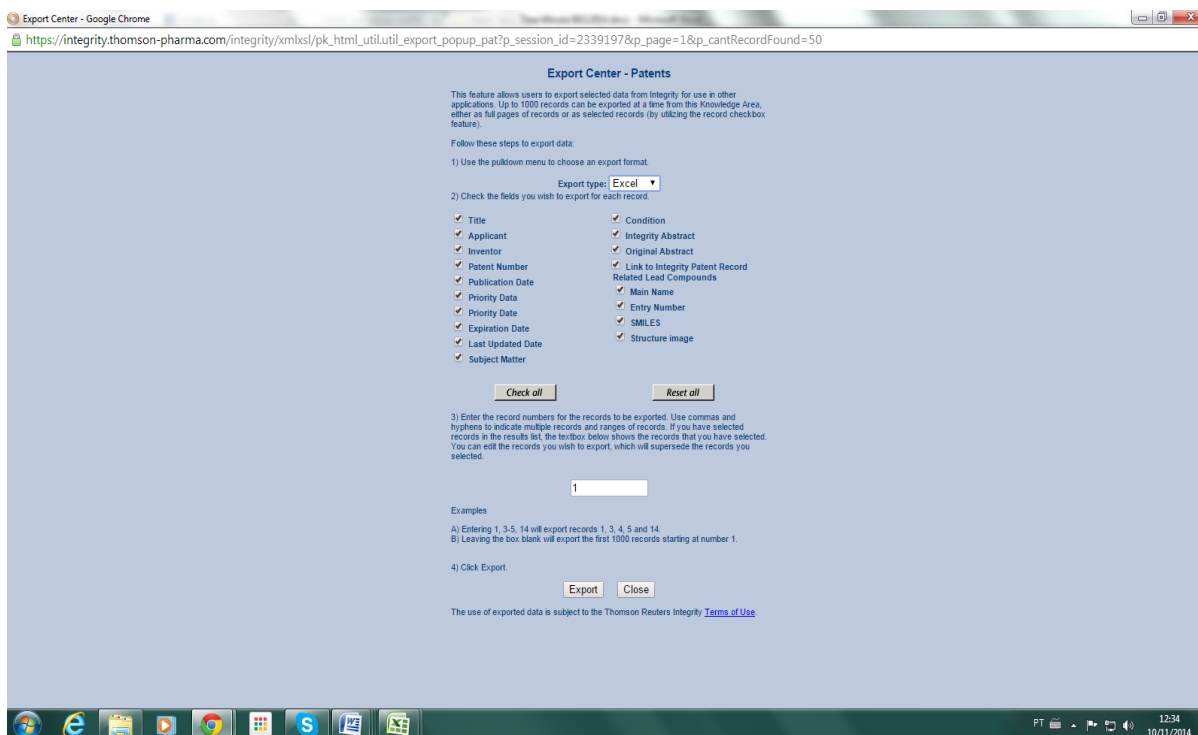 Export Center - Google Chrome
https://integrity.thomson-pharma.com/integrity/xmlxsl/pk_html_util.util_export_popup_pat?p_session_id=2339197&p_page=1&p_cantRecordFound=50
Export Center - Patents
This feature allows users to export selected data from Integrity for use in other
applications. Up to 1000 records can be exported at a time from this Knowledge Area,
either as full pages of records or as selected records (by utilizing the record checkbox
feature).
Follow these steps to export data:
1) Use the pulldown menu to choose an export format.
Export type: Excel
2) Check the fields you wish to export for each record.
Title
Applicant
Inventor
Patent Number
Publication Date
Priority Data
Priority Date
Expiration Date
Last Updated Date
Subject Matter
Condition
Integrity Abstract
Original Abstract
Link to Integrity Patent Record
Related Lead Compounds
Main Name
Entry Number
SMILES
Structure image
Check all
Reset all
3) Enter the record numbers for the records to be exported. Use commas and
hyphens to indicate multiple records and ranges of records. If you have selected
records in the results list, the textbox below shows the records that you have selected.
You can edit the records you wish to export, which will supersede the records you
selected.
1
Examples
A) Entering 1, 3-5, 14 will export records 1, 3, 4, 5 and 14.
B) Leaving the box blank will export the first 1000 records starting at number 1.
4) Click Export.
Export Close
The use of exported data is subject to the Thomson Reuters Integrity Terms of Use.
PT
12:34
10/11/2014